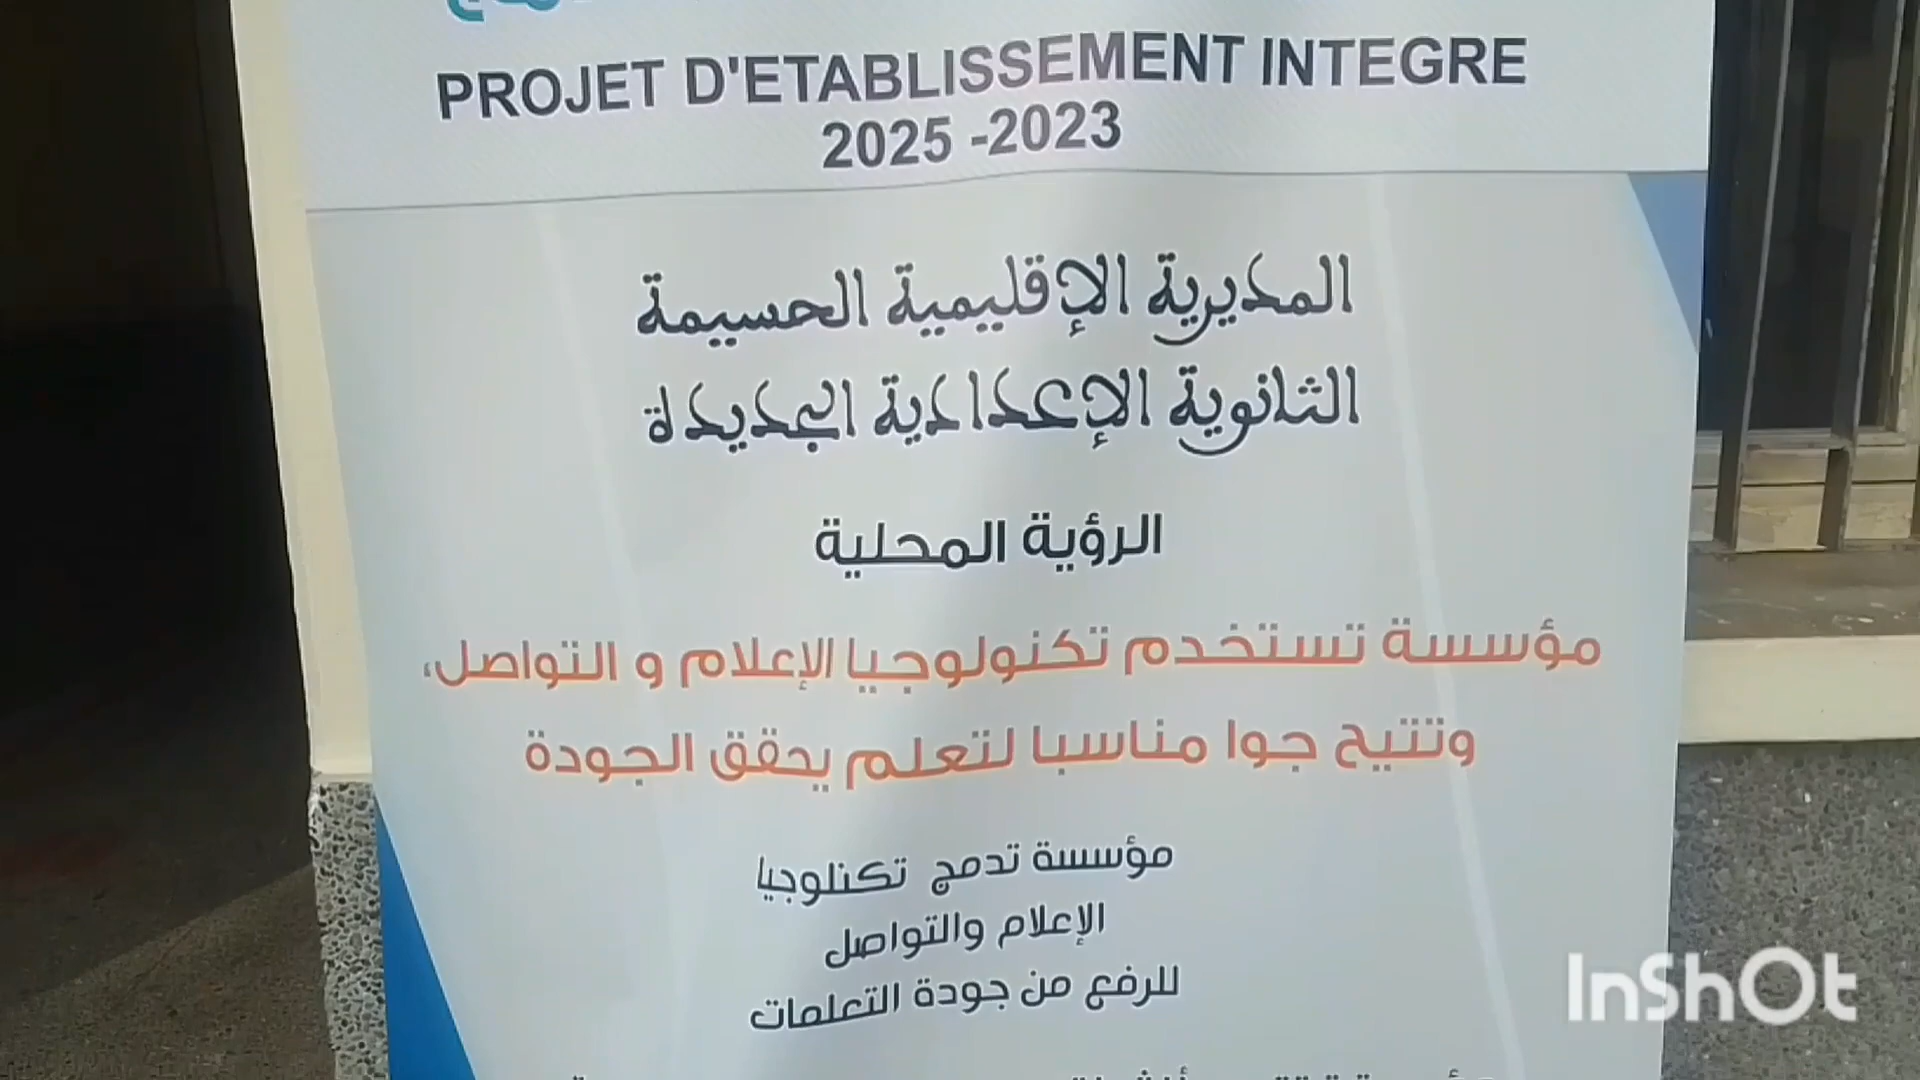 PROJET D'ETABLISSEMENT INTEGRE
2025 -2023
المديرية الإقليمية الحسيمة
الثانوية الإعدادية الجديدة
الرؤية المحلية
مؤسسة تستخدم تكنولوجيا الإعلام و التواصل،
وتتيح جوا مناسبا لتعلم يحقق الجودة
مؤسسة تدمج تكنلوجيا
الإعلام والتواصل
للرفع من جودة التعلمات
InShOt